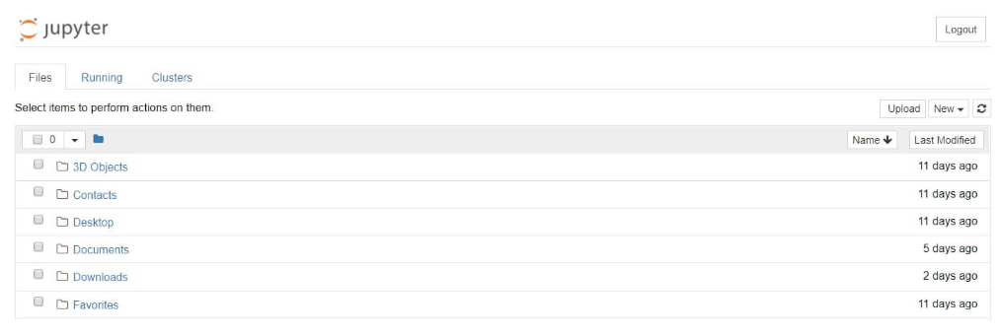 jupyter
Logout
Files Running Clusters
Select items to perform actions on them.
Upload New
0
Name Last Modified
3D Objects 11 days ago
Contacts 11 days ago
Desktop 11 days ago
Documents 5 days ago
Downloads 2 days ago
Favorites 11 days ago